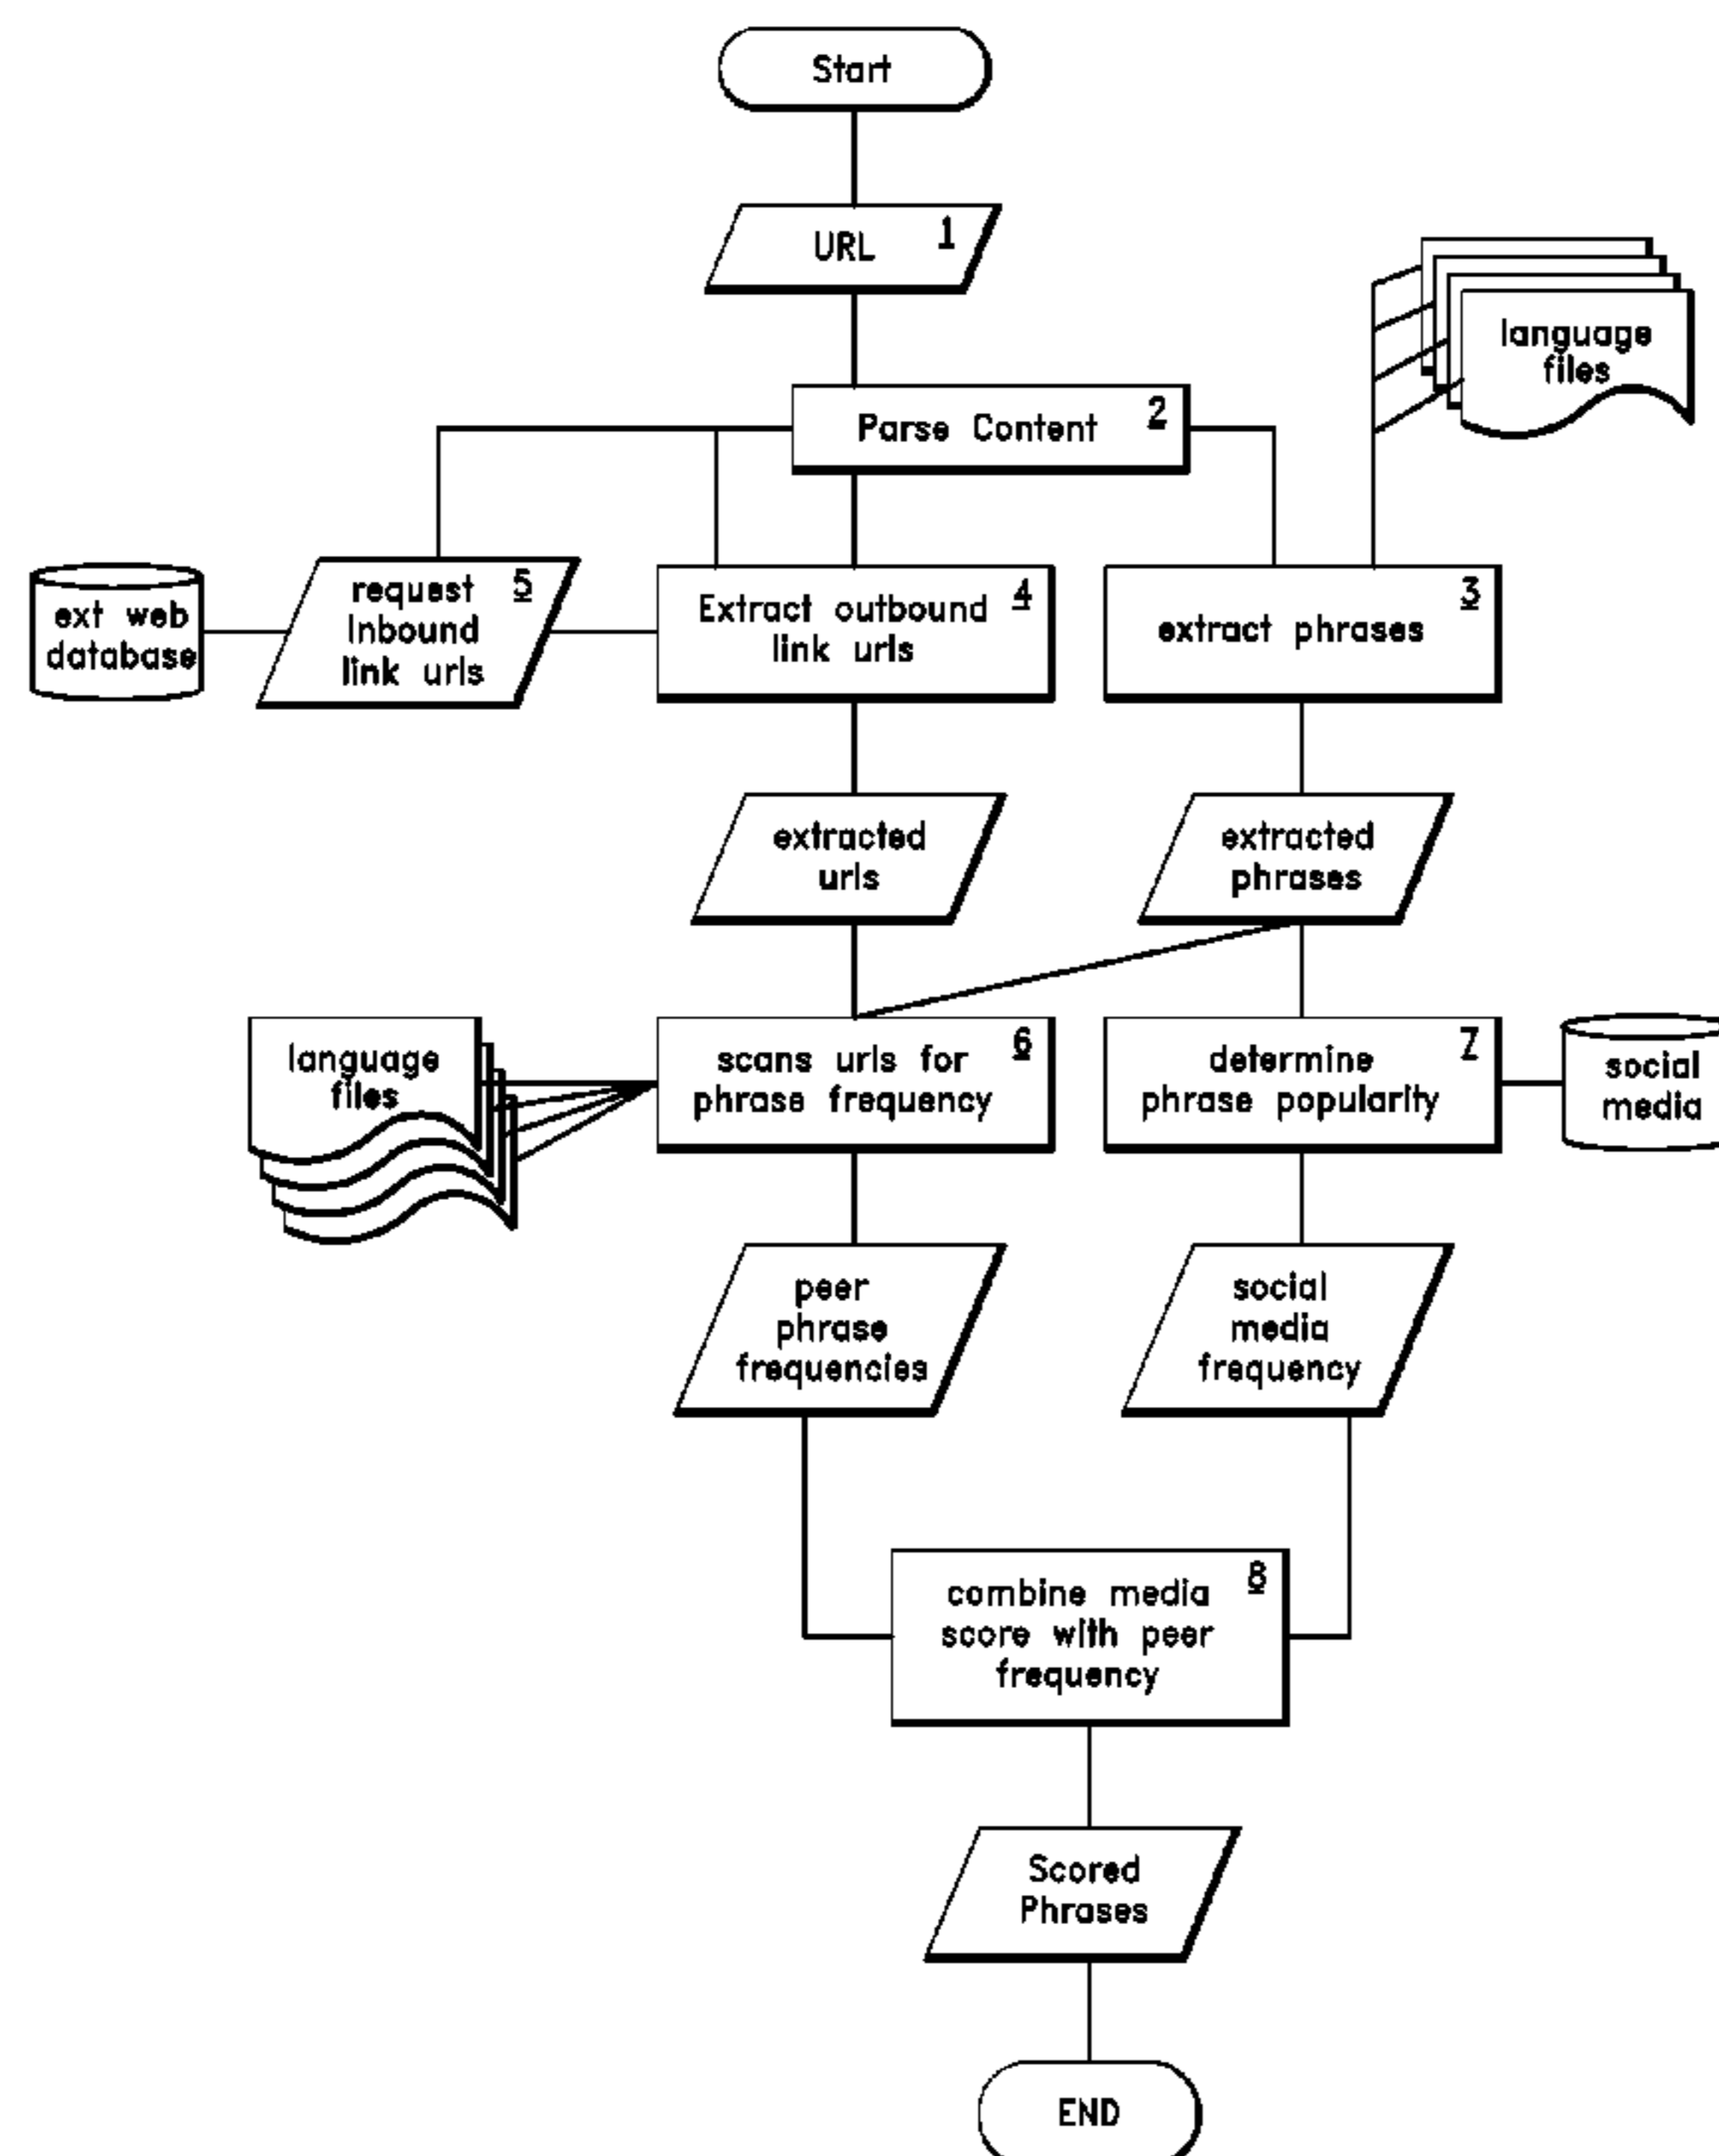 Start
URL
1
Parse Content
2
language
files
ext web
database
request
Inbound
link urls
5
Extract outbound
link urls
4
extract phrases
3
extracted
urls
extracted
phrases
language
files
scans urls for
phrase frequency
6
determine
phrase popularity
7
social
media
peer
phrase
frequencies
social
media
frequency
combine media
score with peer
frequency
8
Scored
Phrases
END